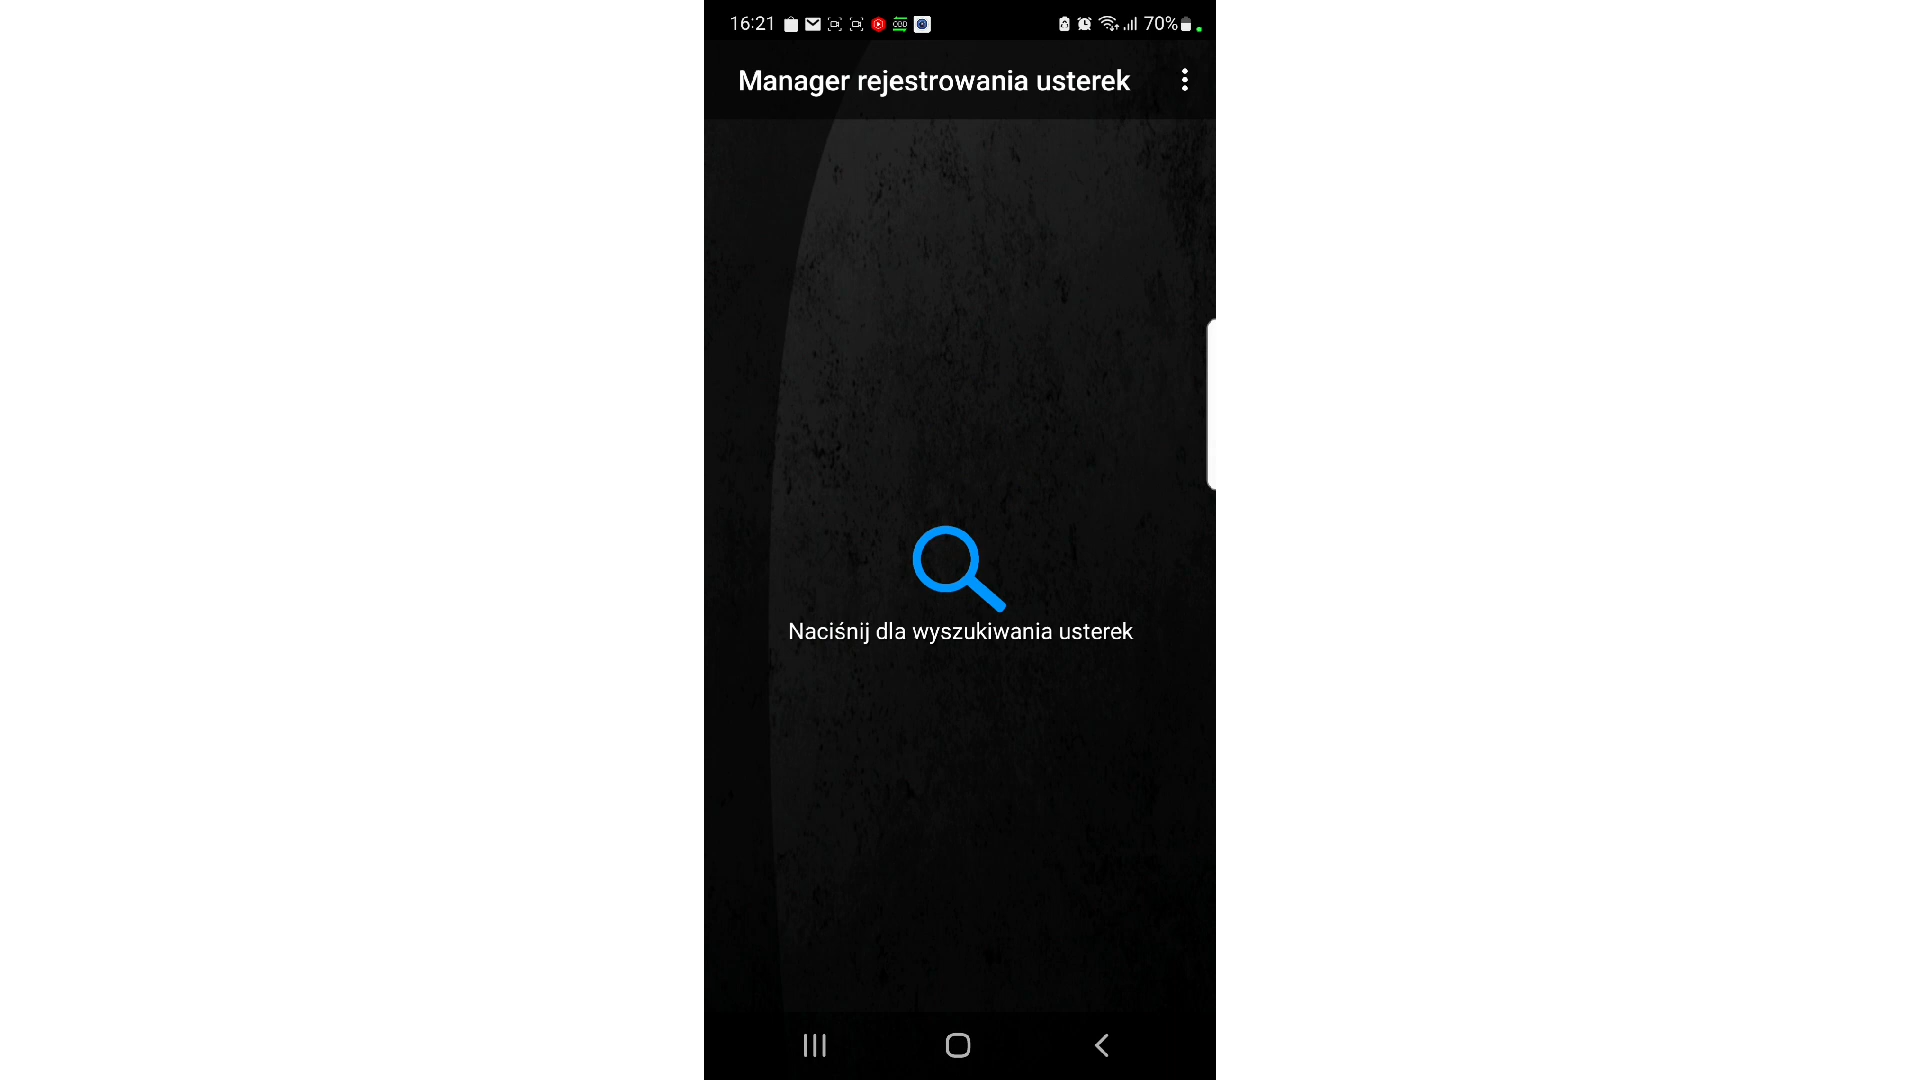 16:21 70%
Manager rejestrowania usterek
Naciśnij dla wyszukiwania usterek